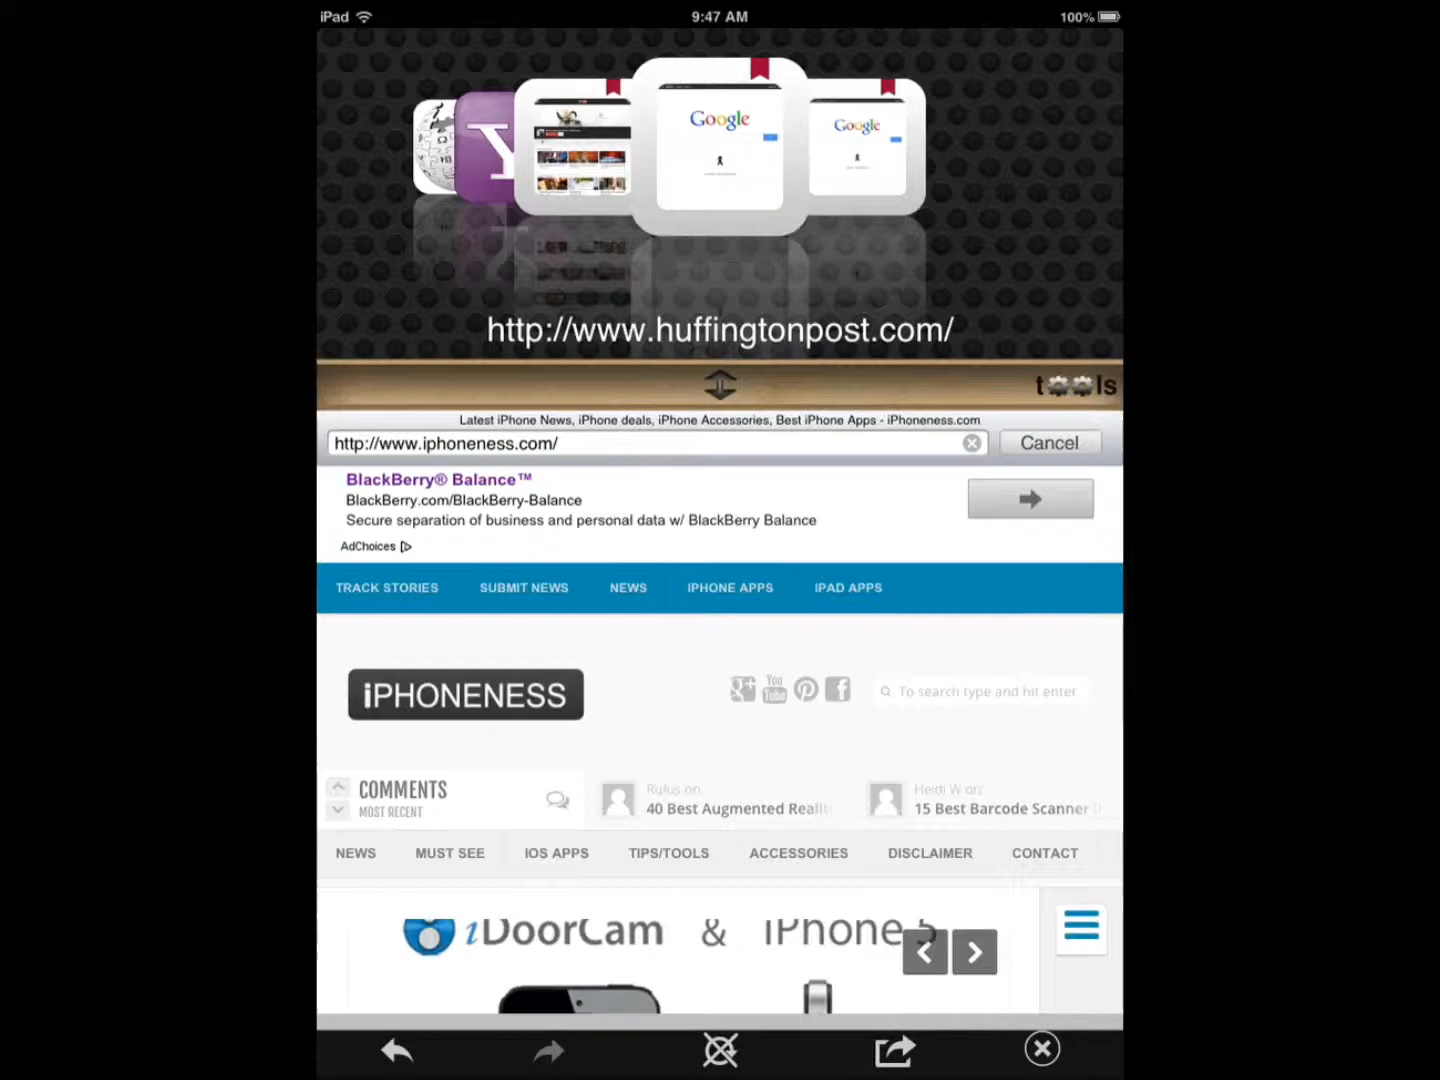 iPad
9:47 AM
100%
Google
Google
http://www.huffingtonpost.com/
tools
Latest iPhone News, iPhone deals, iPhone Accessories, Best iPhone Apps - iPhoneness.com
http://www.iphoneness.com/
Cancel
BlackBerry® Balance™
BlackBerry.com/BlackBerry-Balance
Secure separation of business and personal data w/ BlackBerry Balance
AdChoices
TRACK STORIES SUBMIT NEWS NEWS IPHONE APPS IPAD APPS
iPHONENESS
You
Tube
To search type and hit enter
COMMENTS
MOST RECENT
Rufus on
40 Best Augmented Realit
Heidi W on
15 Best Barcode Scanner
NEWS MUST SEE IOS APPS TIPS/TOOLS ACCESSORIES DISCLAIMER CONTACT
iDoorCam & iPhone 5